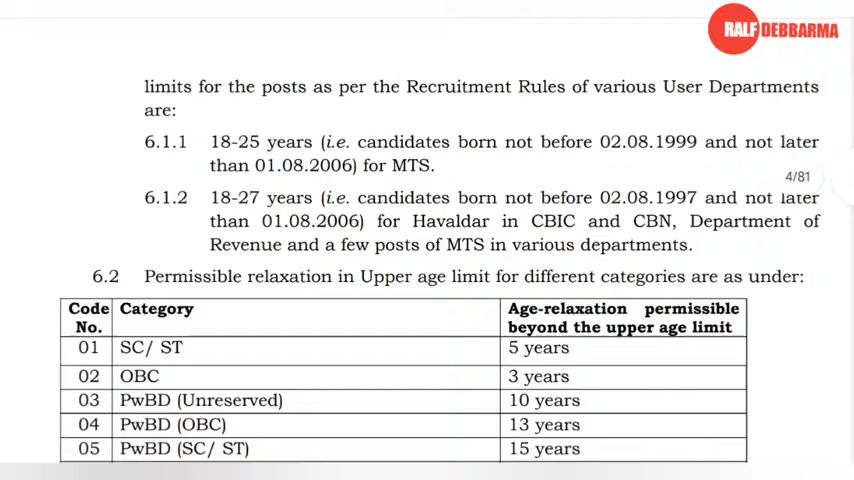 RALF DEBBARMA
limits for the posts as per the Recruitment Rules of various User Departments
are:
6.1.1 18-25 years (i.e. candidates born not before 02.08.1999 and not later
than 01.08.2006) for MTS.
4/81
6.1.2 18-27 years (i.e. candidates born not before 02.08.1997 and not later
than 01.08.2006) for Havaldar in CBIC and CBN, Department of
Revenue and a few posts of MTS in various departments.
6.2 Permissible relaxation in Upper age limit for different categories are as under:
Code Category Age-relaxation permissible
No. beyond the upper age limit
01 SC/ ST 5 years
02 OBC 3 years
03 PwBD (Unreserved) 10 years
04 PwBD (OBC) 13 years
05 PwBD (SC/ ST) 15 years